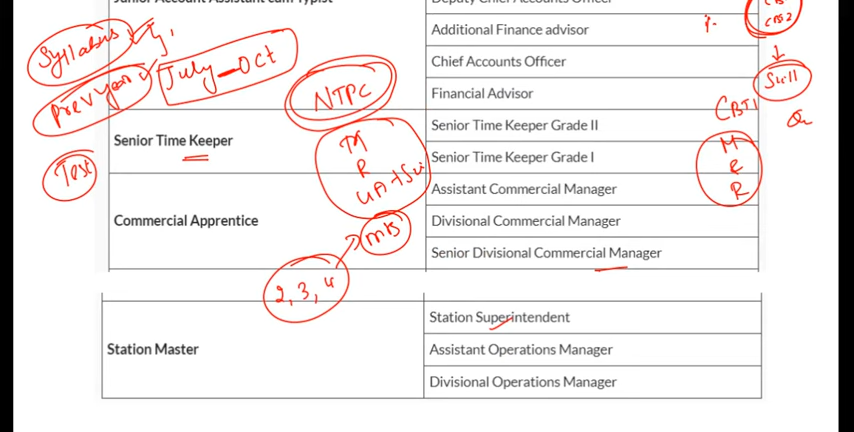 Junior Account Assistant cum Typist
Deputy Chief Accounts Officer
Additional Finance advisor
Chief Accounts Officer
Financial Advisor
Senior Time Keeper
Senior Time Keeper Grade II
Senior Time Keeper Grade I
Commercial Apprentice
Assistant Commercial Manager
Divisional Commercial Manager
Senior Divisional Commercial Manager
Station Master
Station Superintendent
Assistant Operations Manager
Divisional Operations Manager
Syllabus
Prev year
July - Oct
Test
NTPC
M
R
mts
2, 3, 4
CBT 2
Skill
CBT 1
M
R
R